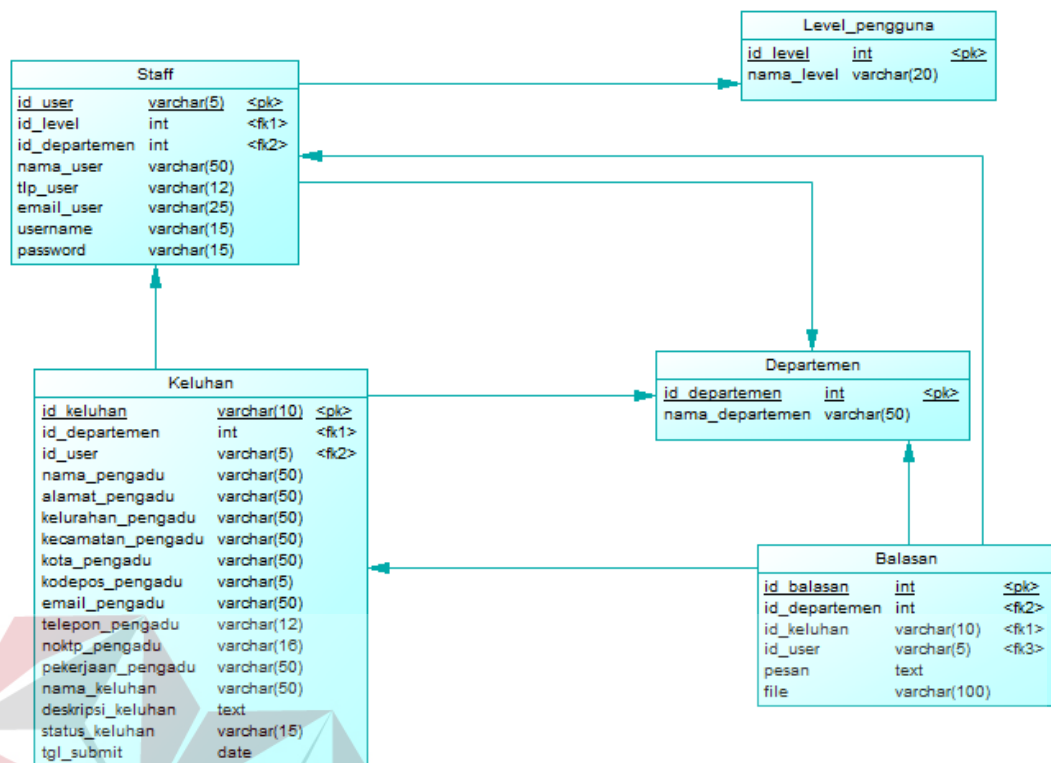 Level_pengguna
id_level int <pk>
nama_level varchar(20)
Staff
id_user varchar(5) <pk>
id_level int <fk1>
id_departemen int <fk2>
nama_user varchar(50)
tlp_user varchar(12)
email_user varchar(25)
username varchar(15)
password varchar(15)
Departemen
id_departemen int <pk>
nama_departemen varchar(50)
Keluhan
id_keluhan varchar(10) <pk>
id_departemen int <fk1>
id_user varchar(5) <fk2>
nama_pengadu varchar(50)
alamat_pengadu varchar(50)
kelurahan_pengadu varchar(50)
kecamatan_pengadu varchar(50)
kota_pengadu varchar(50)
kodepos_pengadu varchar(5)
email_pengadu varchar(50)
telepon_pengadu varchar(12)
noktp_pengadu varchar(16)
pekerjaan_pengadu varchar(50)
nama_keluhan varchar(50)
deskripsi_keluhan text
status_keluhan varchar(15)
tgl_submit date
Balasan
id_balasan int <pk>
id_departemen int <fk2>
id_keluhan varchar(10) <fk1>
id_user varchar(5) <fk3>
pesan text
file varchar(100)